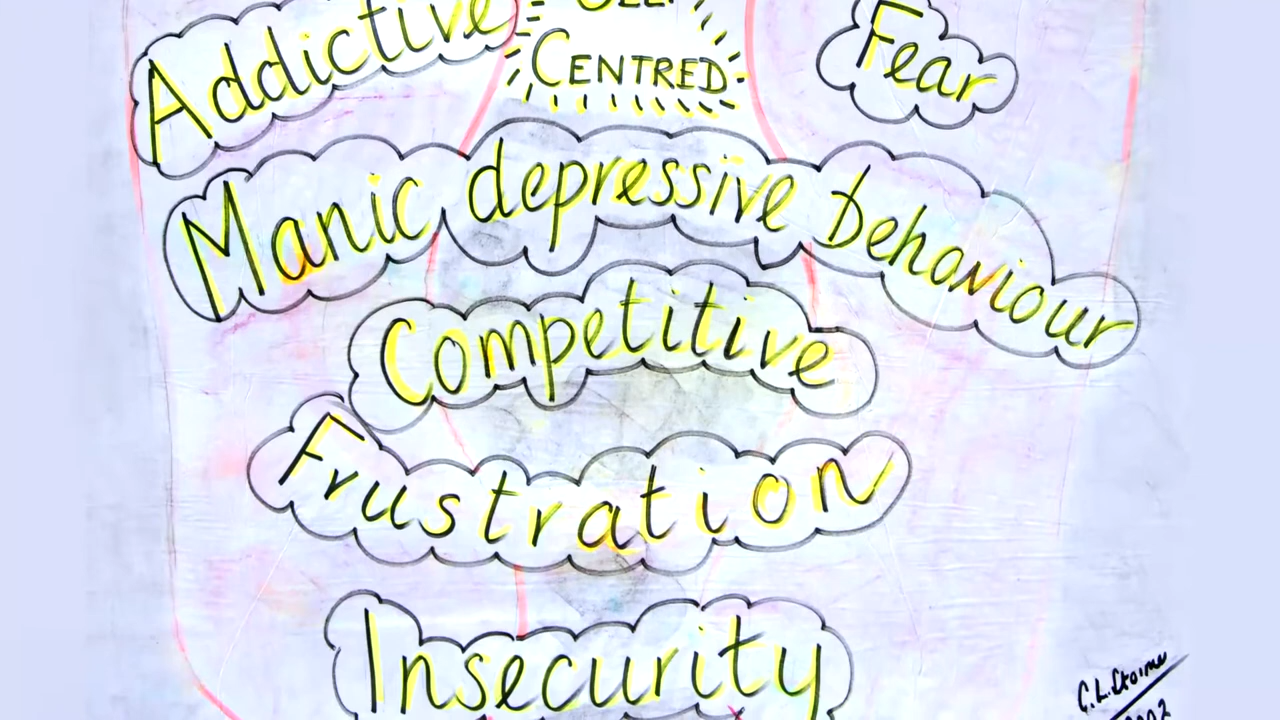 Addictive
CENTRED
Fear
Manic depressive behaviour
Competitive
Frustration
Insecurity